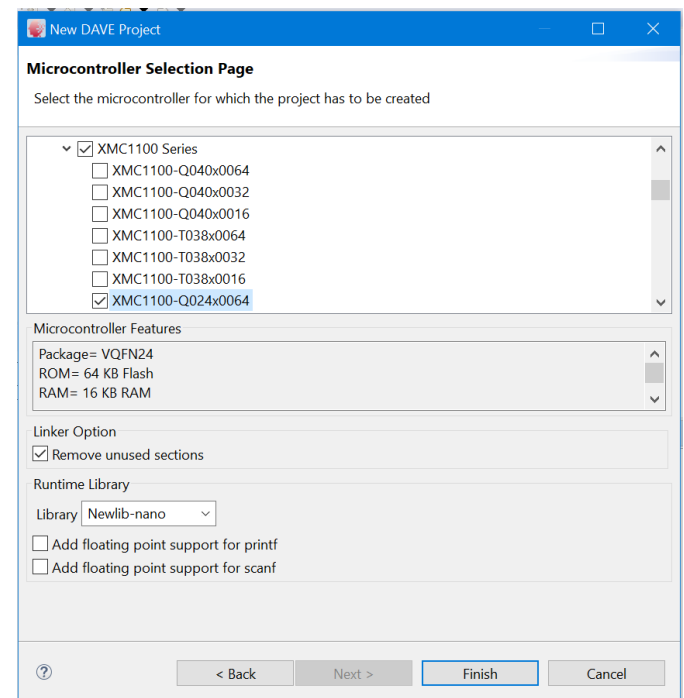 New DAVE Project
Microcontroller Selection Page
Select the microcontroller for which the project has to be created
XMC1100 Series
XMC1100-Q040x0064
XMC1100-Q040x0032
XMC1100-Q040x0016
XMC1100-T038x0064
XMC1100-T038x0032
XMC1100-T038x0016
XMC1100-Q024x0064
Microcontroller Features
Package= VQFN24
ROM= 64 KB Flash
RAM= 16 KB RAM
Linker Option
Remove unused sections
Runtime Library
Library Newlib-nano
Add floating point support for printf
Add floating point support for scanf
? < Back Next > Finish Cancel